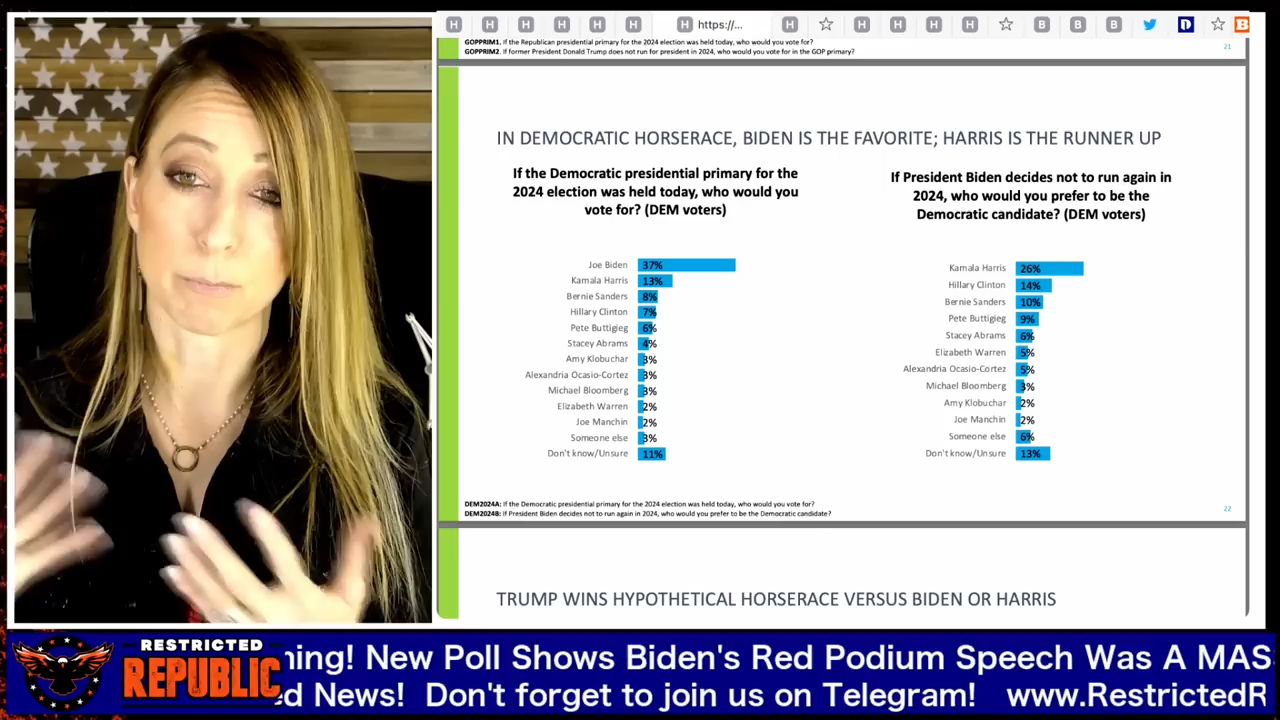 H H H H H H H https://... H H H H H B B B D B
GOPPRIM1. If the Republican presidential primary for the 2024 election was held today, who would you vote for?
GOPPRIM2. If former President Donald Trump does not run for president in 2024, who would you vote for in the GOP primary?
21
IN DEMOCRATIC HORSERACE, BIDEN IS THE FAVORITE; HARRIS IS THE RUNNER UP
If the Democratic presidential primary for the
2024 election was held today, who would you
vote for? (DEM voters)
Joe Biden 37%
Kamala Harris 13%
Bernie Sanders 8%
Hillary Clinton 7%
Pete Buttigieg 6%
Stacey Abrams 4%
Amy Klobuchar 3%
Alexandria Ocasio-Cortez 3%
Michael Bloomberg 3%
Elizabeth Warren 2%
Joe Manchin 2%
Someone else 3%
Don't know/Unsure 11%
If President Biden decides not to run again in
2024, who would you prefer to be the
Democratic candidate? (DEM voters)
Kamala Harris 26%
Hillary Clinton 14%
Bernie Sanders 10%
Pete Buttigieg 9%
Stacey Abrams 6%
Elizabeth Warren 5%
Alexandria Ocasio-Cortez 5%
Michael Bloomberg 3%
Amy Klobuchar 2%
Joe Manchin 2%
Someone else 6%
Don't know/Unsure 13%
DEM2024A: If the Democratic presidential primary for the 2024 election was held today, who would you vote for?
DEM2024B: If President Biden decides not to run again in 2024, who would you prefer to be the Democratic candidate?
22
TRUMP WINS HYPOTHETICAL HORSERACE VERSUS BIDEN OR HARRIS
RESTRICTED
REPUBLIC
ning! New Poll Shows Biden's Red Podium Speech Was A MAS
ed News! Don't forget to join us on Telegram! www.RestrictedR